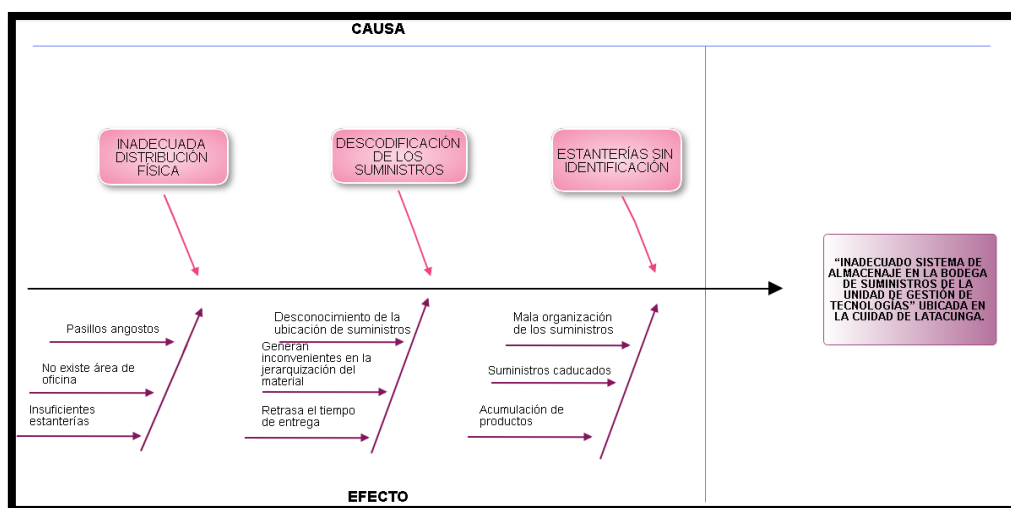 CAUSA
INADECUADA
DISTRIBUCIÓN
FÍSICA
DESCODIFICACIÓN
DE LOS
SUMINISTROS
ESTANTERÍAS SIN
IDENTIFICACIÓN
"INADECUADO SISTEMA DE
ALMACENAJE EN LA BODEGA
DE SUMINISTROS DE LA
UNIDAD DE GESTIÓN DE
TECNOLOGÍAS" UBICADA EN
LA CUIDAD DE LATACUNGA.
Pasillos angostos
No existe área de
oficina
Insuficientes
estanterías
Desconocimiento de la
ubicación de suministros
Generan
inconvenientes en la
jerarquización del
material
Retrasa el tiempo
de entrega
Mala organización
de los suministros
Suministros caducados
Acumulación de
productos
EFECTO